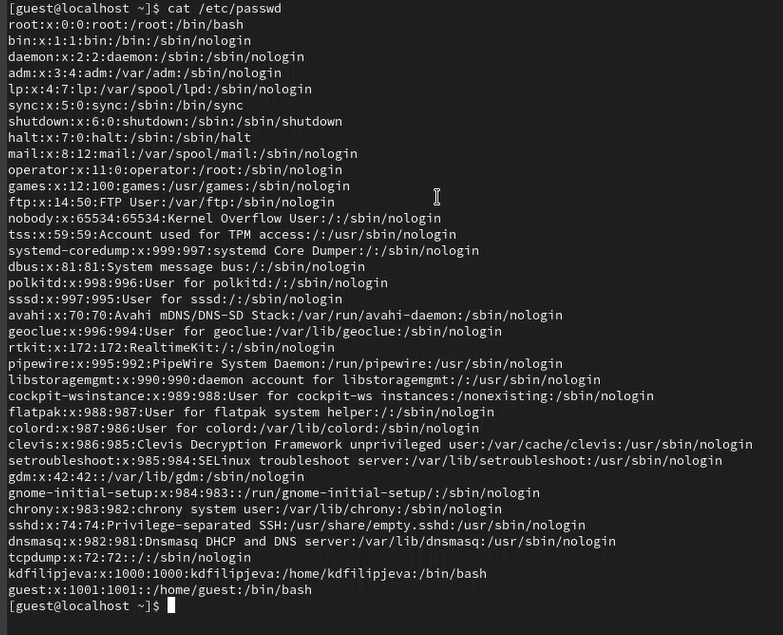 [guest@localhost ~]$ cat /etc/passwd
root:x:0:0:root:/root:/bin/bash
bin:x:1:1:bin:/bin:/sbin/nologin
daemon:x:2:2:daemon:/sbin:/sbin/nologin
adm:x:3:4:adm:/var/adm:/sbin/nologin
lp:x:4:7:lp:/var/spool/lpd:/sbin/nologin
sync:x:5:0:sync:/sbin:/bin/sync
shutdown:x:6:0:shutdown:/sbin:/sbin/shutdown
halt:x:7:0:halt:/sbin:/sbin/halt
mail:x:8:12:mail:/var/spool/mail:/sbin/nologin
operator:x:11:0:operator:/root:/sbin/nologin
games:x:12:100:games:/usr/games:/sbin/nologin
ftp:x:14:50:FTP User:/var/ftp:/sbin/nologin
nobody:x:65534:65534:Kernel Overflow User:/:/sbin/nologin
tss:x:59:59:Account used for TPM access:/:/usr/sbin/nologin
systemd-coredump:x:999:997:systemd Core Dumper:/:/sbin/nologin
dbus:x:81:81:System message bus:/:/sbin/nologin
polkitd:x:998:996:User for polkitd:/:/sbin/nologin
sssd:x:997:995:User for sssd:/:/sbin/nologin
avahi:x:70:70:Avahi mDNS/DNS-SD Stack:/var/run/avahi-daemon:/sbin/nologin
geoclue:x:996:994:User for geoclue:/var/lib/geoclue:/sbin/nologin
rtkit:x:172:172:RealtimeKit:/:/sbin/nologin
pipewire:x:995:992:PipeWire System Daemon:/run/pipewire:/usr/sbin/nologin
libstoragemgmt:x:990:990:daemon account for libstoragemgmt:/:/usr/sbin/nologin
cockpit-wsinstance:x:989:988:User for cockpit-ws instances:/nonexisting:/sbin/nologin
flatpak:x:988:987:User for flatpak system helper:/:/sbin/nologin
colord:x:987:986:User for colord:/var/lib/colord:/sbin/nologin
clevis:x:986:985:Clevis Decryption Framework unprivileged user:/var/cache/clevis:/usr/sbin/nologin
setroubleshoot:x:985:984:SELinux troubleshoot server:/var/lib/setroubleshoot:/usr/sbin/nologin
gdm:x:42:42::/var/lib/gdm:/sbin/nologin
gnome-initial-setup:x:984:983::/run/gnome-initial-setup/:/sbin/nologin
chrony:x:983:982:chrony system user:/var/lib/chrony:/sbin/nologin
sshd:x:74:74:Privilege-separated SSH:/usr/share/empty.sshd:/usr/sbin/nologin
dnsmasq:x:982:981:Dnsmasq DHCP and DNS server:/var/lib/dnsmasq:/usr/sbin/nologin
tcpdump:x:72:72::/:/sbin/nologin
kdfilipjeva:x:1000:1000:kdfilipjeva:/home/kdfilipjeva:/bin/bash
guest:x:1001:1001::/home/guest:/bin/bash
[guest@localhost ~]$